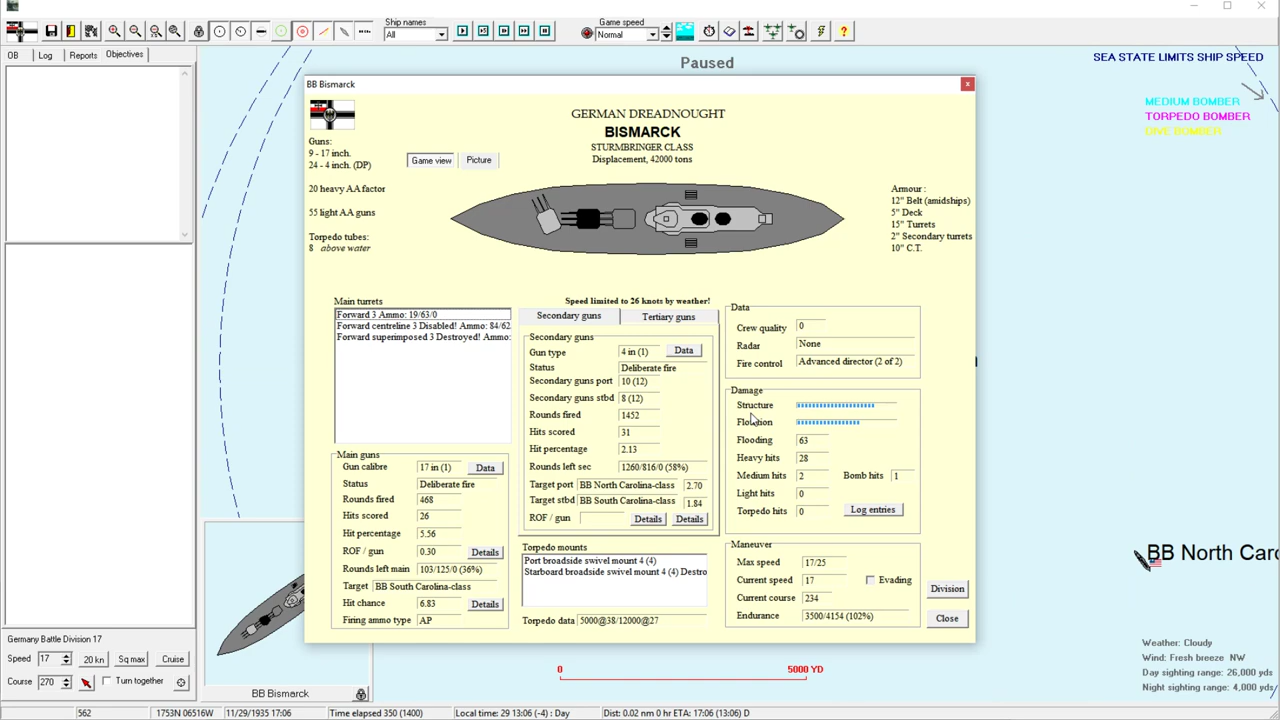 Ship names
All
Game speed
Normal
OB
Log
Reports
Objectives
Paused
SEA STATE LIMITS SHIP SPEED
MEDIUM BOMBER
TORPEDO BOMBER
DIVE BOMBER
BB Bismarck
GERMAN DREADNOUGHT
BISMARCK
STURMBRINGER CLASS
Displacement, 42000 tons
Guns:
9 - 17 inch.
24 - 4 inch. (DP)
20 heavy AA factor
55 light AA guns
Torpedo tubes:
8 above water
Game view
Picture
Armour :
12" Belt (amidships)
5" Deck
15" Turrets
2" Secondary turrets
10" C.T.
Speed limited to 26 knots by weather!
Main turrets
Forward 3 Ammo: 19/63/0
Forward centreline 3 Disabled! Ammo: 84/62
Forward superimposed 3 Destroyed! Ammo:
Main guns
Gun calibre 17 in (1) Data
Status Deliberate fire
Rounds fired 468
Hits scored 26
Hit percentage 5.56
ROF / gun 0.30 Details
Rounds left main 103/125/0 (36%)
Target BB South Carolina-class
Hit chance 6.83 Details
Firing ammo type AP
Secondary guns
Tertiary guns
Secondary guns
Gun type 4 in (1) Data
Status Deliberate fire
Secondary guns port 10 (12)
Secondary guns stbd 8 (12)
Rounds fired 1452
Hits scored 31
Hit percentage 2.13
Rounds left sec 1260/816/0 (58%)
Target port BB North Carolina-class 2.70
Target stbd BB South Carolina-class 1.84
ROF / gun Details Details
Torpedo mounts
Port broadside swivel mount 4 (4)
Starboard broadside swivel mount 4 (4) Destro
Torpedo data 5000@38/12000@27
Data
Crew quality 0
Radar None
Fire control Advanced director (2 of 2)
Damage
Structure
Flooding 63
Heavy hits 28
Medium hits 2 Bomb hits 1
Light hits 0
Torpedo hits 0 Log entries
Maneuver
Max speed 17/25
Current speed 17 Evading
Current course 234
Endurance 3500/4154 (102%)
Division
Close
BB North Caro
Germany Battle Division 17
Speed 17 20 kn Sq max Cruise
Course 270 Turn together
BB Bismarck
0 5000 YD
Weather: Cloudy
Wind: Fresh breeze NW
Day sighting range: 26,000 yds
Night sighting range: 4,000 yds
562 1753N 06516W 11/29/1935 17:06 Time elapsed 350 (1400) Local time: 29 13:06 (-4) : Day Dist: 0.02 nm 0 hr ETA: 17:06 (13:06) D